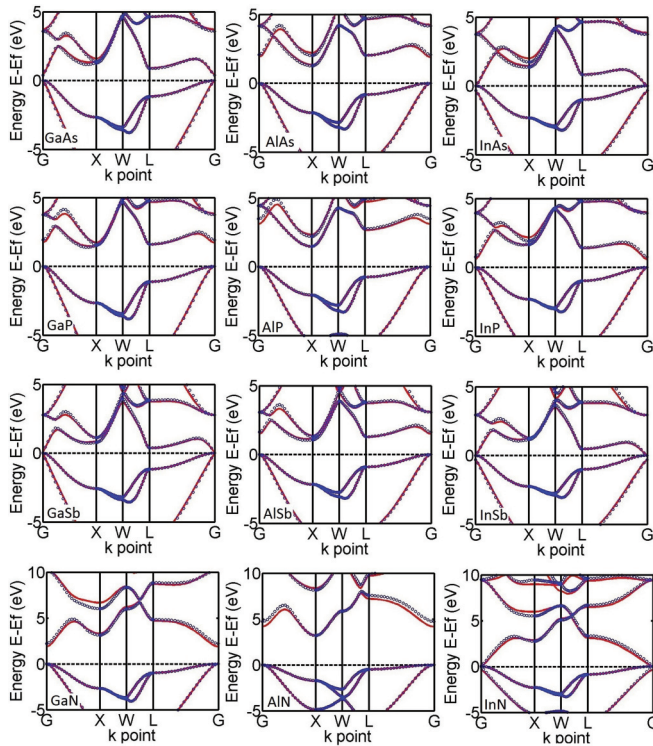 Energy E-Ef (eV)
5
0
-5
GaAs
G X W L G
k point
Energy E-Ef (eV)
5
0
-5
AlAs
G X W L G
k point
Energy E-Ef (eV)
5
0
-5
InAs
G X W L G
k point
Energy E-Ef (eV)
5
0
-5
GaP
G X W L G
k point
Energy E-Ef (eV)
5
0
-5
AlP
G X W L G
k point
Energy E-Ef (eV)
5
0
-5
InP
G X W L G
k point
Energy E-Ef (eV)
5
0
-5
GaSb
G X W L G
k point
Energy E-Ef (eV)
5
0
-5
AlSb
G X W L G
k point
Energy E-Ef (eV)
5
0
-5
InSb
G X W L G
k point
Energy E-Ef (eV)
10
5
0
-5
GaN
G X W L G
k point
Energy E-Ef (eV)
10
5
0
-5
AlN
G X W L G
k point
Energy E-Ef (eV)
10
5
0
-5
InN
G X W L G
k point